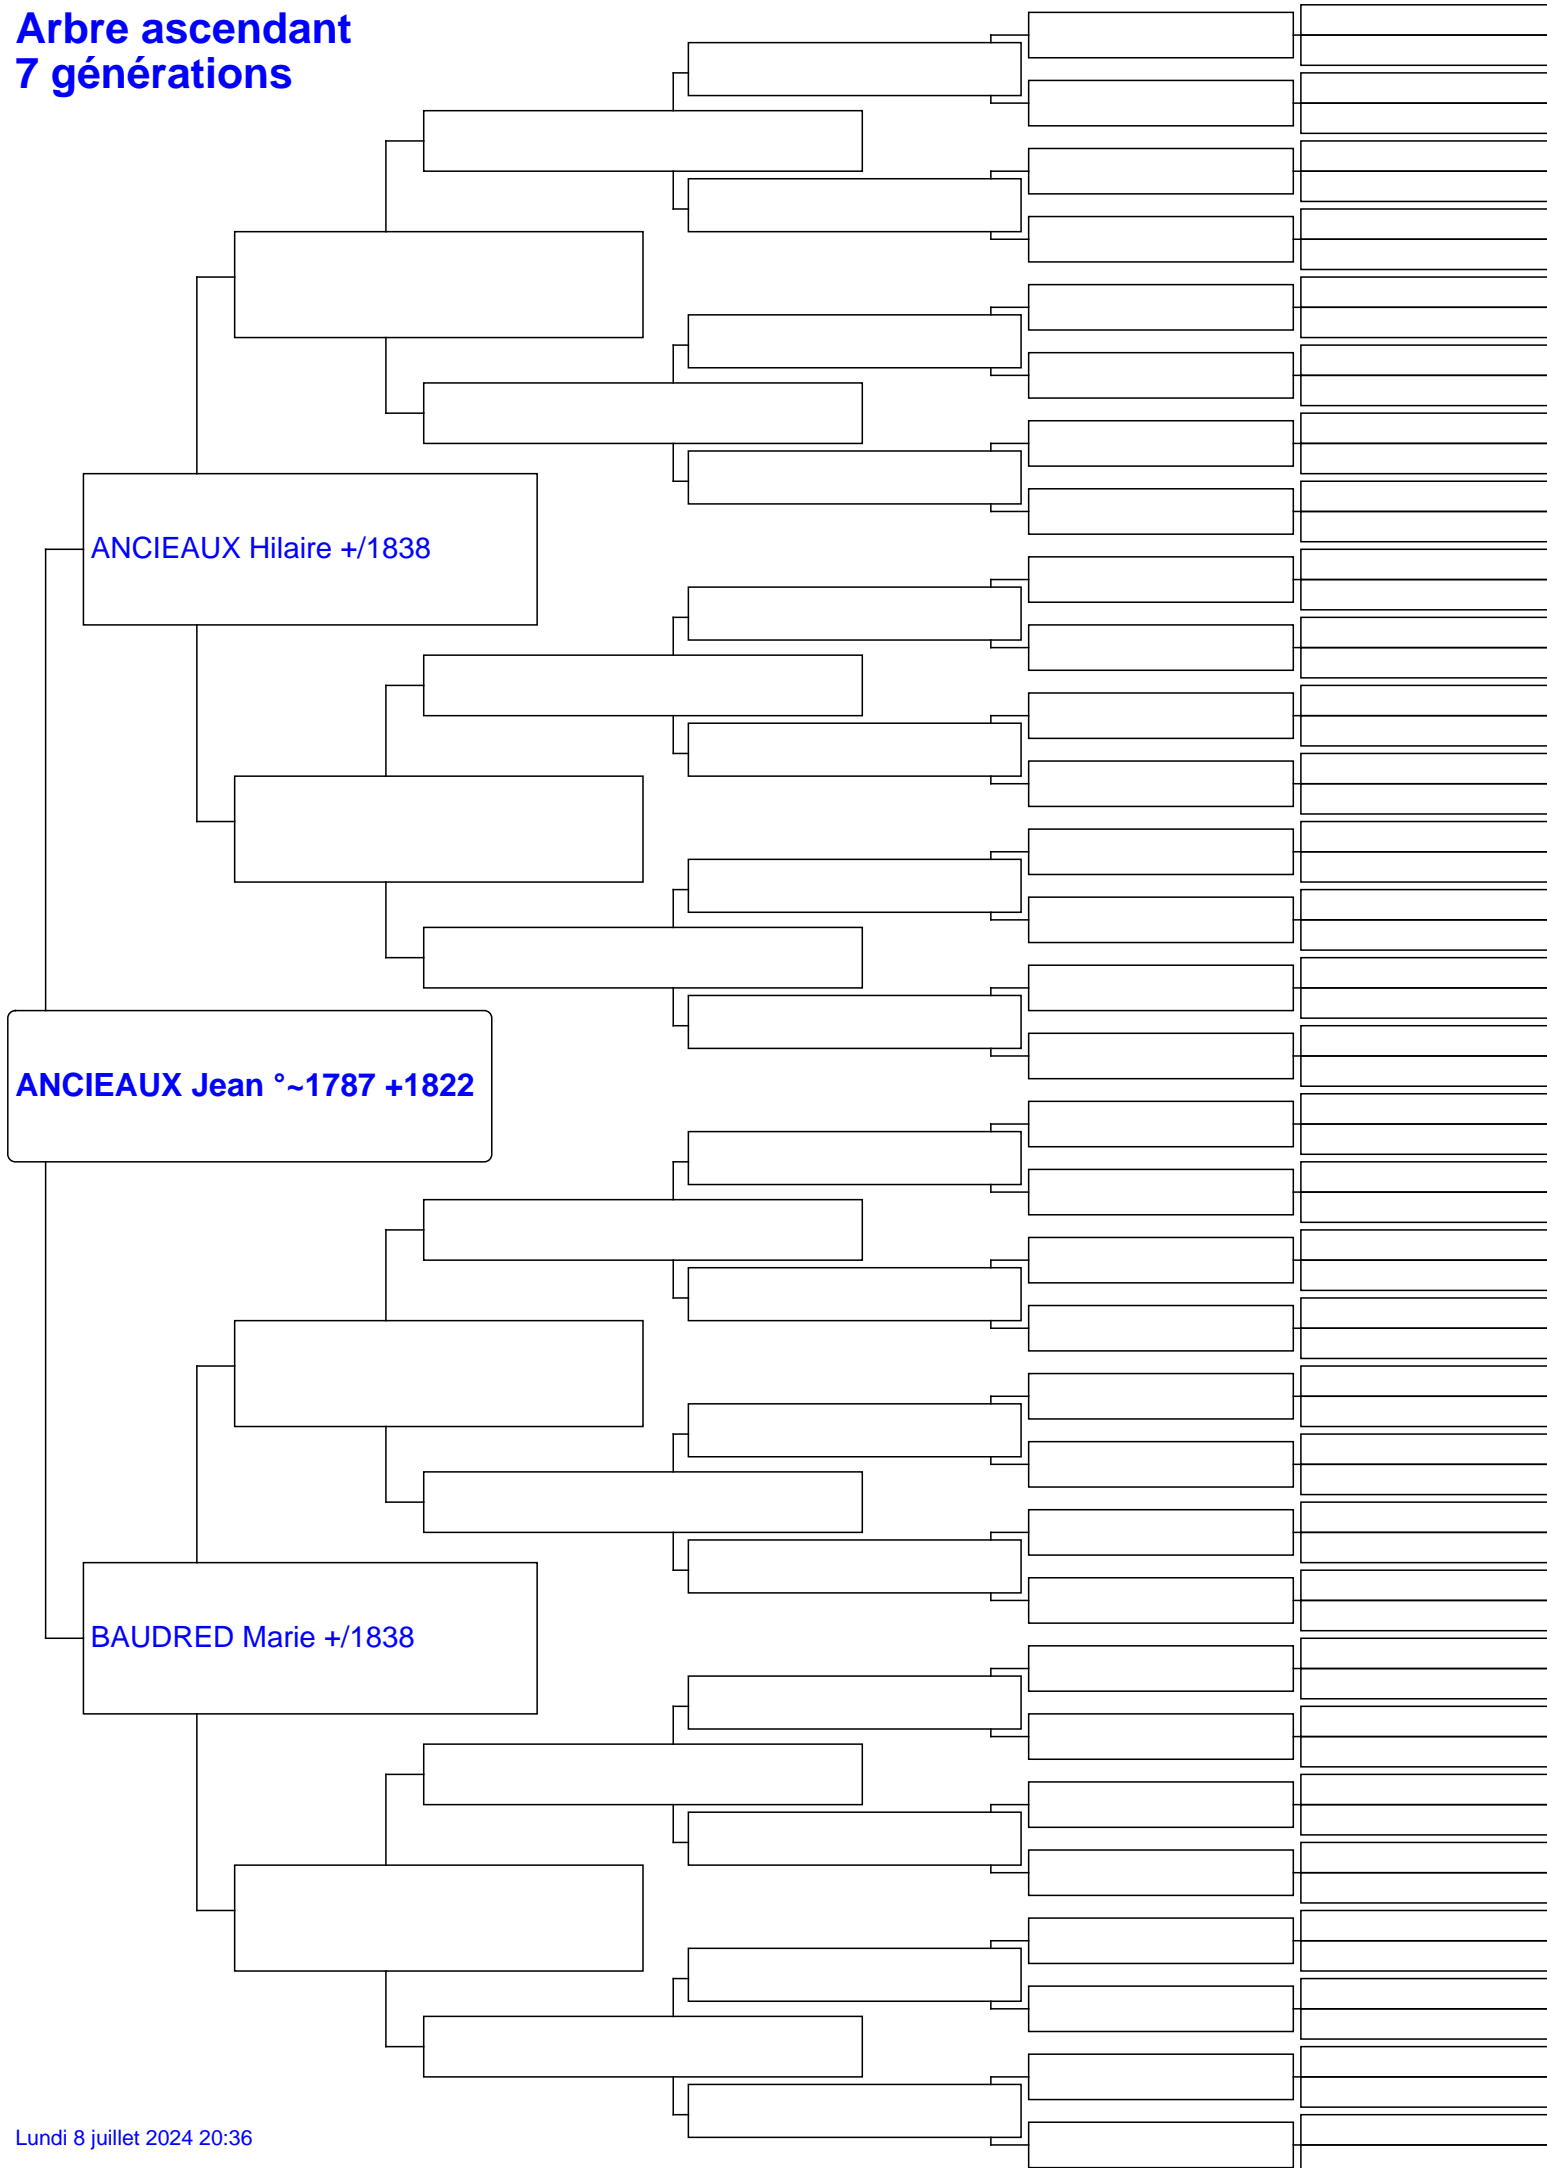 Arbre ascendant
7 générations
ANCIEAUX Hilaire +/1838
ANCIEAUX Jean °~1787 +1822
BAUDRED Marie +/1838
Lundi 8 juillet 2024 20:36